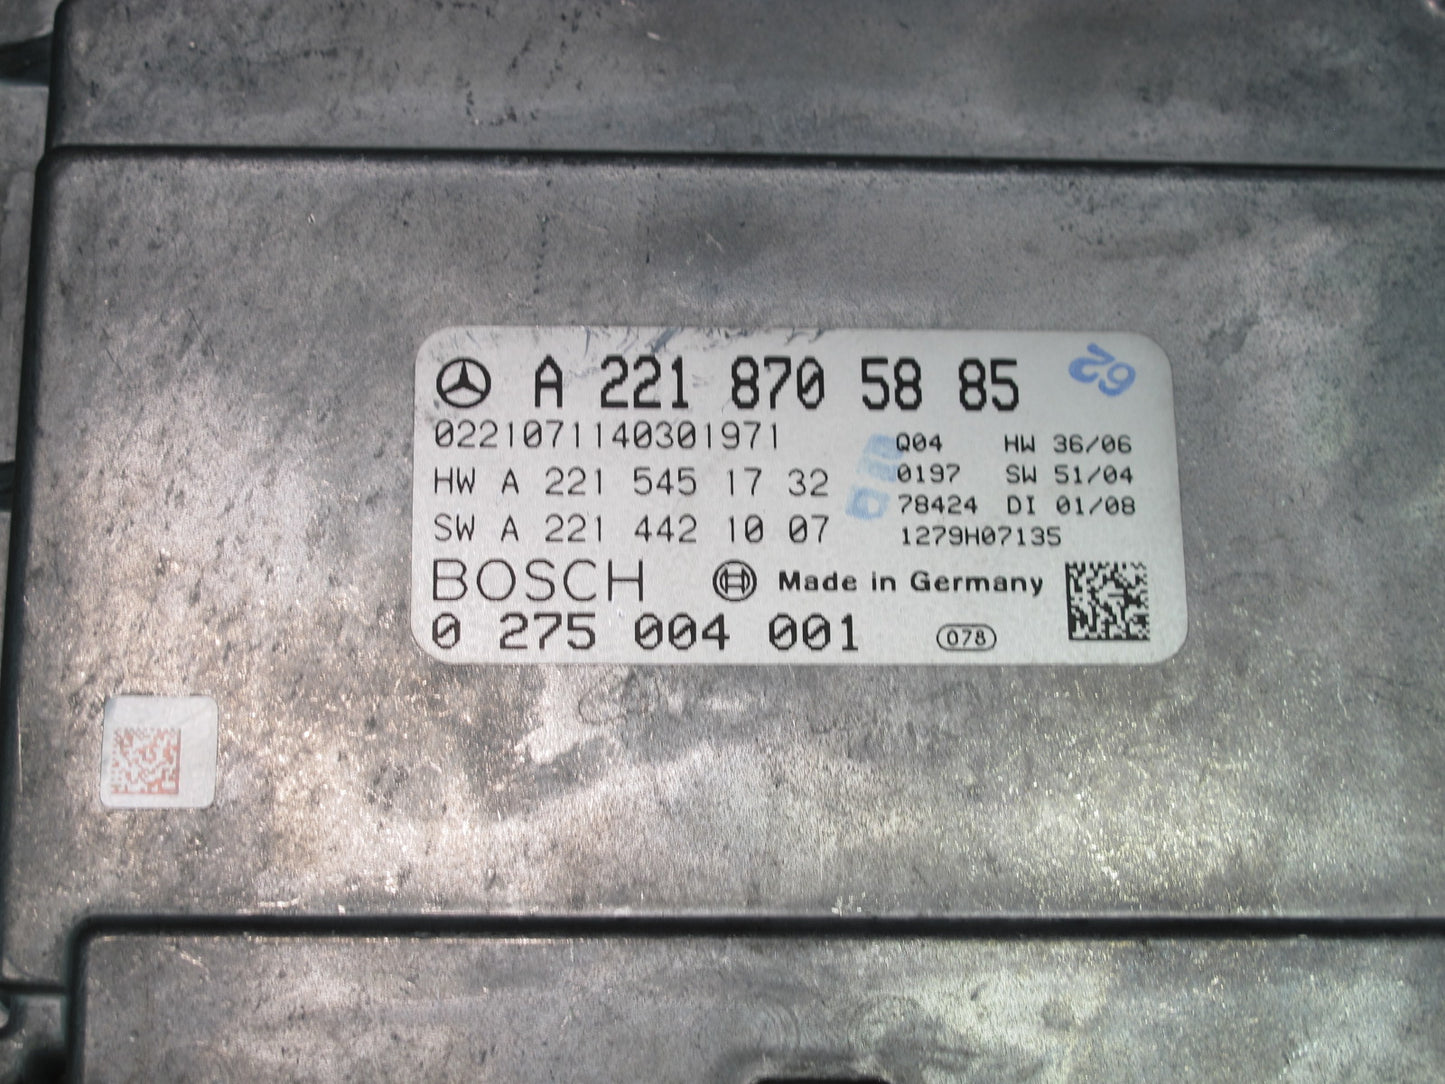 A 221 870 58 85
62
0221071140301971
HW A 221 545 17 32
SW A 221 442 10 07
Q04 HW 36/06
0197 SW 51/04
78424 DI 01/08
1279H07135
BOSCH Made in Germany
0 275 004 001
078